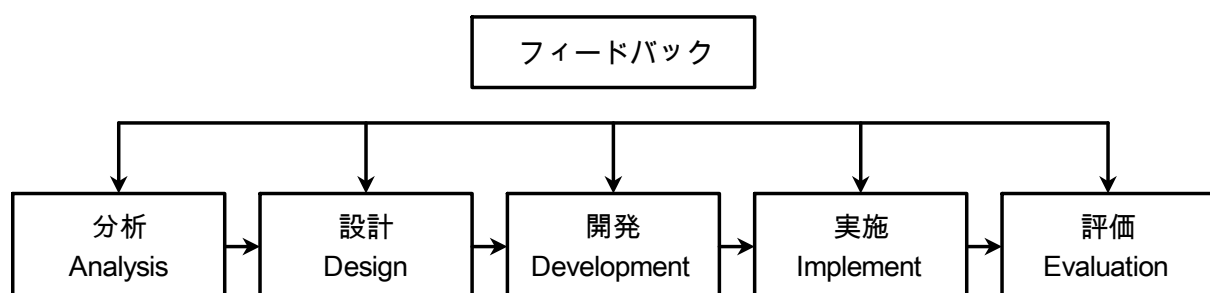 フィードバック
分析
Analysis
設計
Design
開発
Development
実施
Implement
評価
Evaluation